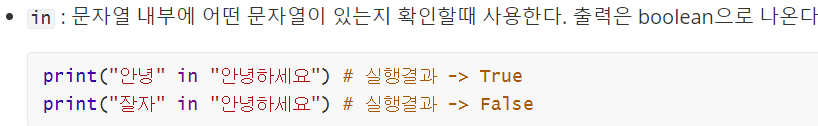 in : 문자열 내부에 어떤 문자열이 있는지 확인할때 사용한다. 출력은 boolean으로 나온다
print("안녕" in "안녕하세요") # 실행결과 -> True
print("잘자" in "안녕하세요") # 실행결과 -> False